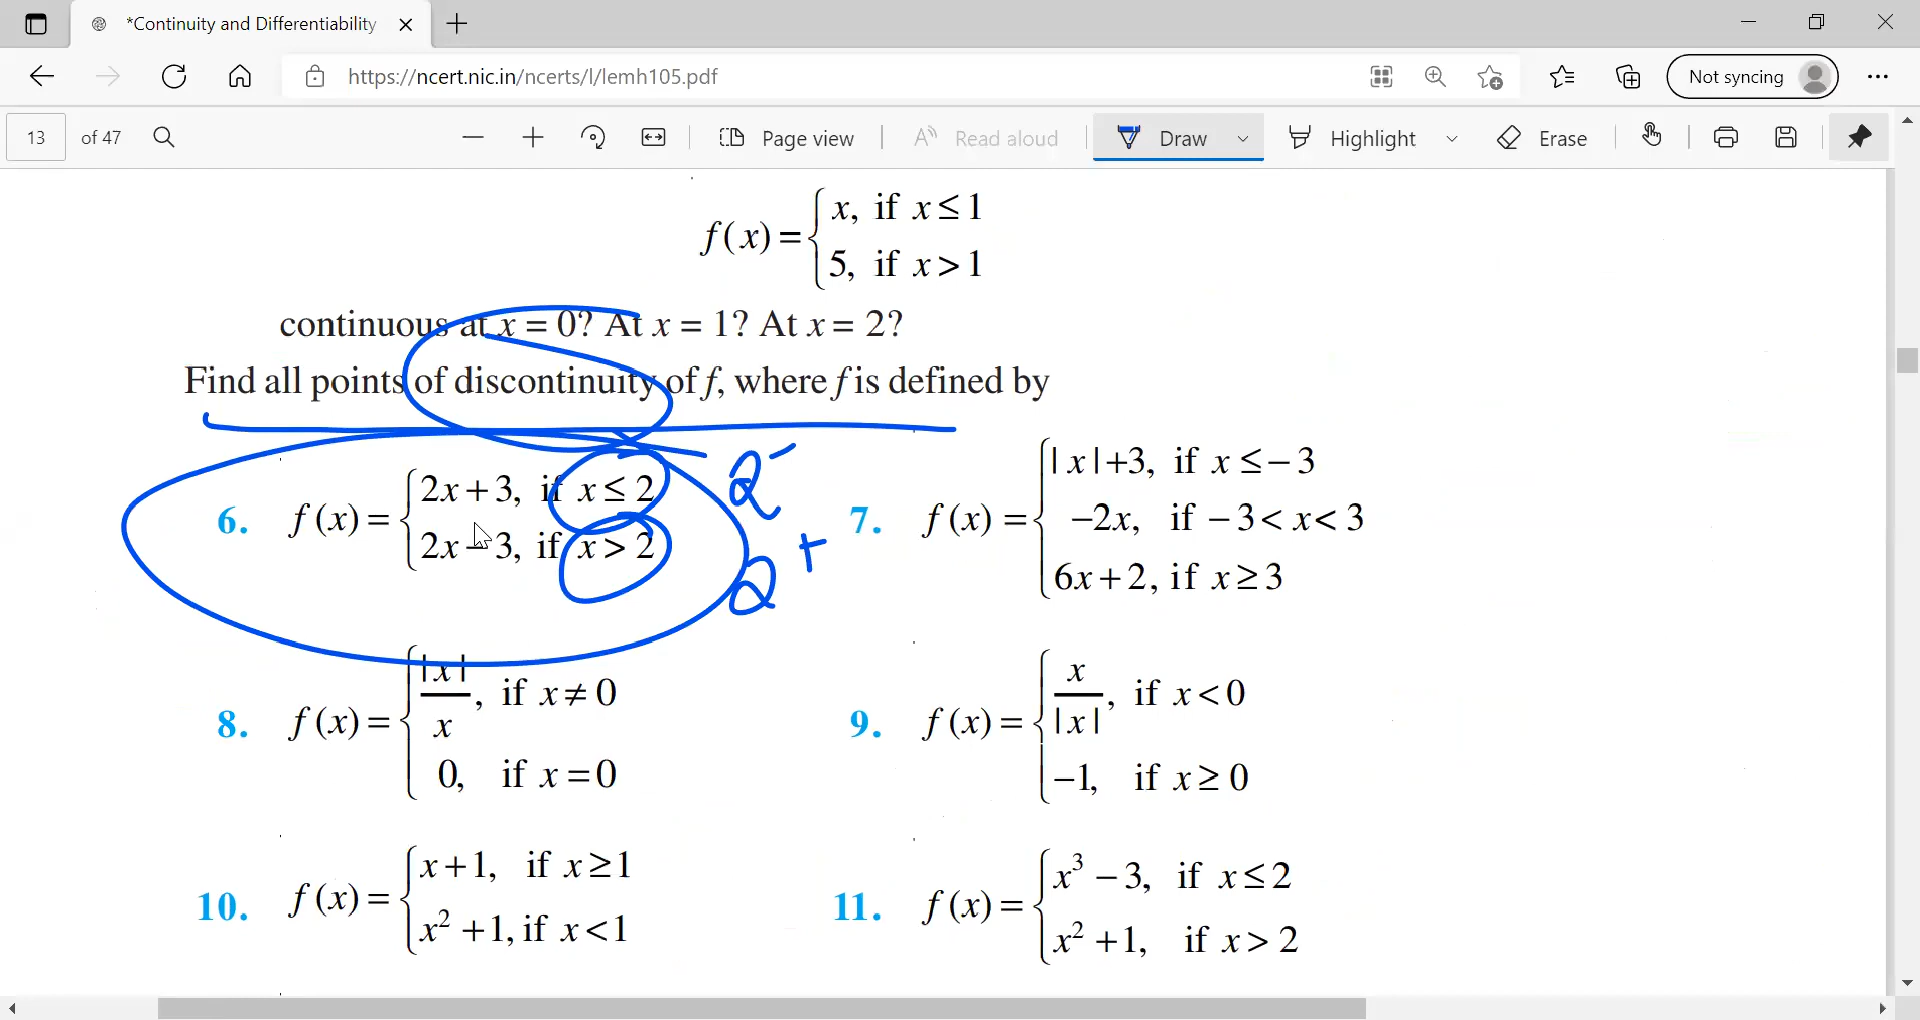 *Continuity and Differentiability
https://ncert.nic.in/ncerts/l/lemh105.pdf
Not syncing
13 of 47
Page view
Read aloud
Draw
Highlight
Erase
f(x) = { x, if x ≤ 1
5, if x > 1
continuous at x = 0? At x = 1? At x = 2?
Find all points of discontinuity of f, where f is defined by
6. f(x) = { 2x + 3, if x ≤ 2
2x − 3, if x > 2
2⁻
2⁺
7. f(x) = { |x|+3, if x ≤ −3
−2x, if −3 < x < 3
6x + 2, if x ≥ 3
8. f(x) = { |x|/x, if x ≠ 0
0, if x = 0
9. f(x) = { x/|x|, if x < 0
−1, if x ≥ 0
10. f(x) = { x + 1, if x ≥ 1
x² + 1, if x < 1
11. f(x) = { x³ − 3, if x ≤ 2
x² + 1, if x > 2